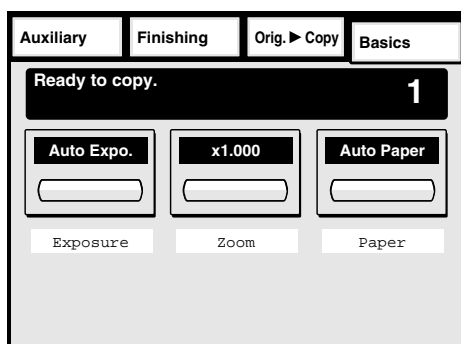 Auxiliary Finishing Orig.▶Copy Basics
Ready to copy. 1
Auto Expo. x1.000 Auto Paper
Exposure Zoom Paper